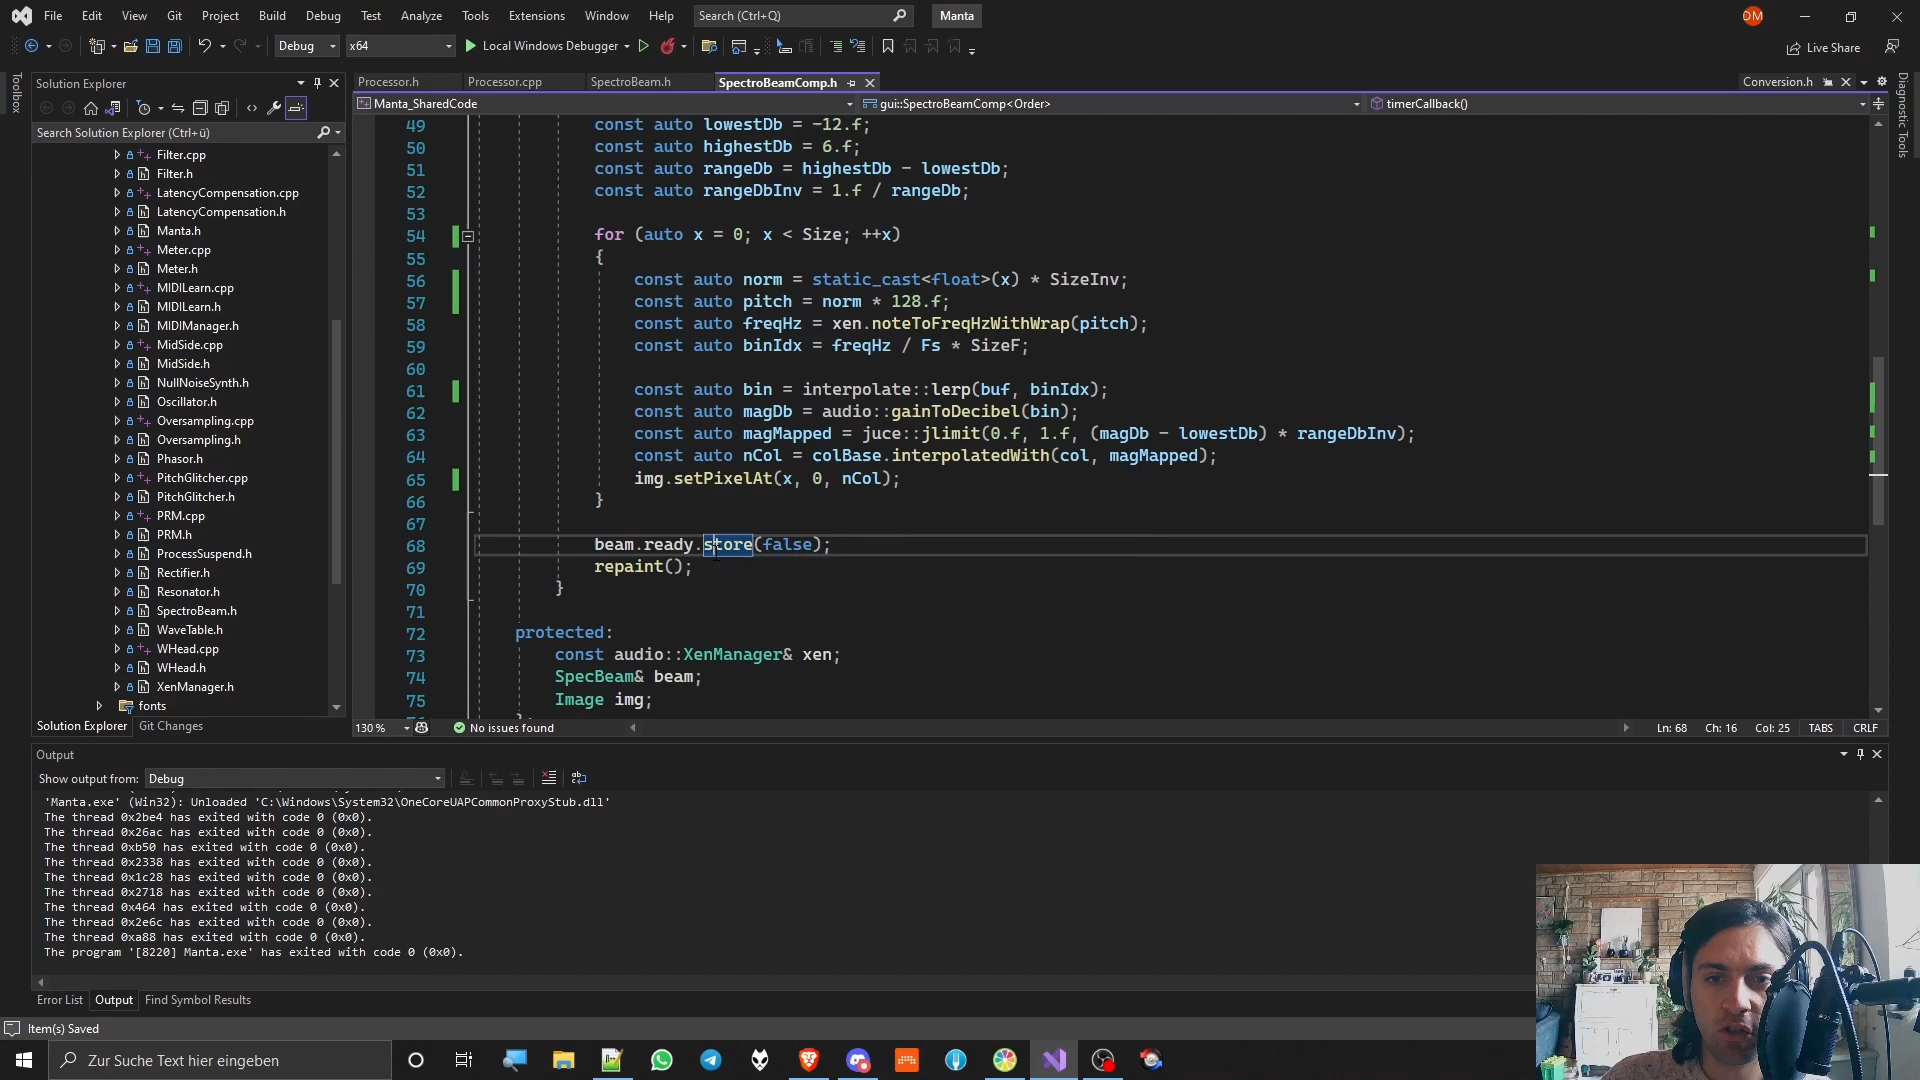 File Edit View Git Project Build Debug Test Analyze Tools Extensions Window Help Search (Ctrl+Q) Manta DM
Debug x64 Local Windows Debugger Live Share
Toolbox
Solution Explorer
Search Solution Explorer (Ctrl+ü)
Filter.cpp
Filter.h
LatencyCompensation.cpp
LatencyCompensation.h
Manta.h
Meter.cpp
Meter.h
MIDILearn.cpp
MIDILearn.h
MIDIManager.h
MidSide.cpp
MidSide.h
NullNoiseSynth.h
Oscillator.h
Oversampling.cpp
Oversampling.h
Phasor.h
PitchGlitcher.cpp
PitchGlitcher.h
PRM.cpp
PRM.h
ProcessSuspend.h
Rectifier.h
Resonator.h
SpectroBeam.h
WaveTable.h
WHead.cpp
WHead.h
XenManager.h
fonts
Solution Explorer Git Changes
Processor.h Processor.cpp SpectroBeam.h SpectroBeamComp.h Conversion.h
Manta_SharedCode gui::SpectroBeamComp<Order> timerCallback()
49 const auto lowestDb = -12.f;
50 const auto highestDb = 6.f;
51 const auto rangeDb = highestDb - lowestDb;
52 const auto rangeDbInv = 1.f / rangeDb;
53
54 for (auto x = 0; x < Size; ++x)
55 {
56 const auto norm = static_cast<float>(x) * SizeInv;
57 const auto pitch = norm * 128.f;
58 const auto freqHz = xen.noteToFreqHzWithWrap(pitch);
59 const auto binIdx = freqHz / Fs * SizeF;
60
61 const auto bin = interpolate::lerp(buf, binIdx);
62 const auto magDb = audio::gainToDecibel(bin);
63 const auto magMapped = juce::jlimit(0.f, 1.f, (magDb - lowestDb) * rangeDbInv);
64 const auto nCol = colBase.interpolatedWith(col, magMapped);
65 img.setPixelAt(x, 0, nCol);
66 }
67
68 beam.ready.store(false);
69 repaint();
70 }
71
72 protected:
73 const audio::XenManager& xen;
74 SpecBeam& beam;
75 Image img;
130 % No issues found Ln: 68 Ch: 16 Col: 25 TABS CRLF
Diagnostic Tools
Output
Show output from: Debug
'Manta.exe' (Win32): Unloaded 'C:\Windows\System32\OneCoreUAPCommonProxyStub.dll'
The thread 0x2be4 has exited with code 0 (0x0).
The thread 0x26ac has exited with code 0 (0x0).
The thread 0xb50 has exited with code 0 (0x0).
The thread 0x2338 has exited with code 0 (0x0).
The thread 0x1c28 has exited with code 0 (0x0).
The thread 0x2718 has exited with code 0 (0x0).
The thread 0x464 has exited with code 0 (0x0).
The thread 0x2e6c has exited with code 0 (0x0).
The thread 0xa88 has exited with code 0 (0x0).
The program '[8220] Manta.exe' has exited with code 0 (0x0).
Error List Output Find Symbol Results
Item(s) Saved
Zur Suche Text hier eingeben